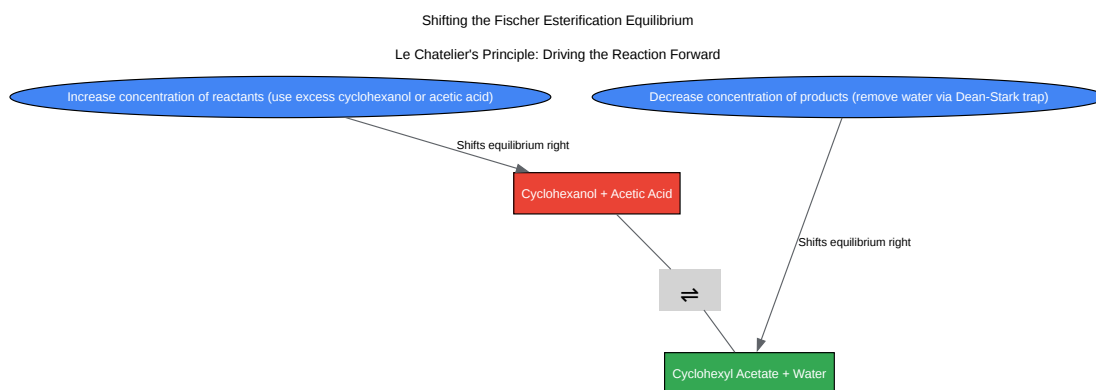 Shifting the Fischer Esterification Equilibrium
Le Chatelier's Principle: Driving the Reaction Forward
Increase concentration of reactants (use excess cyclohexanol or acetic acid)
Decrease concentration of products (remove water via Dean-Stark trap)
Shifts equilibrium right
Cyclohexanol + Acetic Acid
Shifts equilibrium right
⇌
Cyclohexyl Acetate + Water